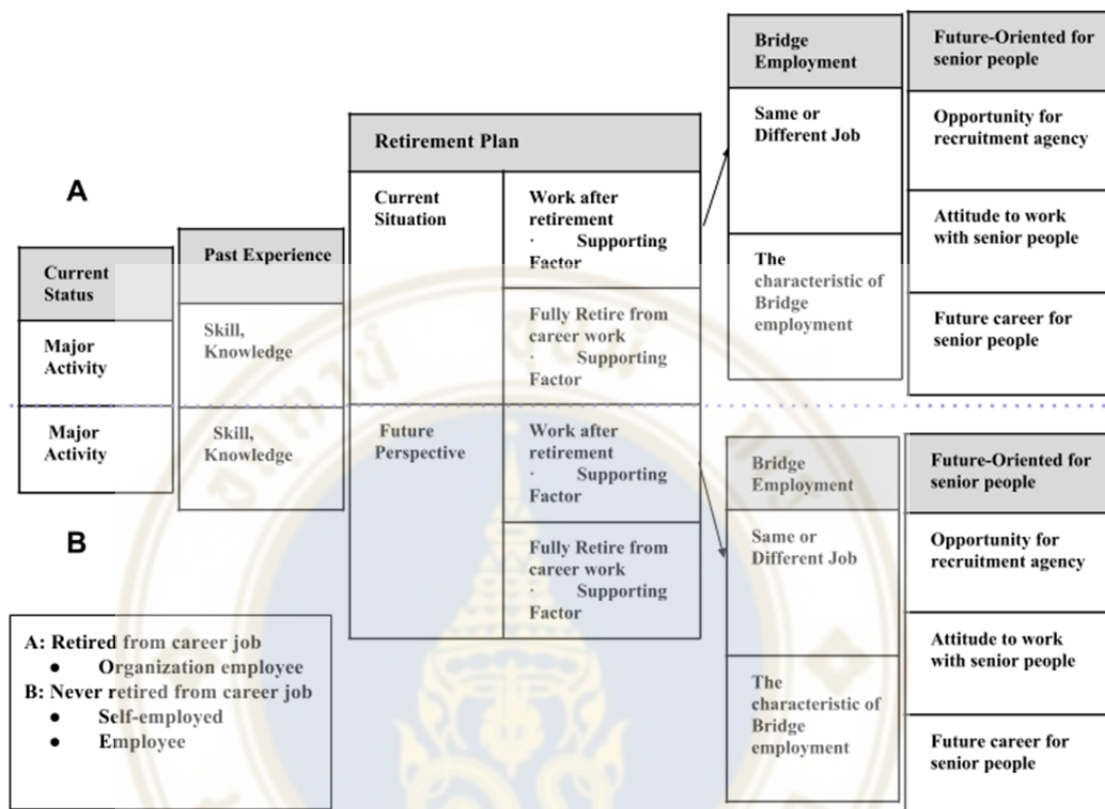 A
Current
Status
Major
Activity
Past Experience
Skill,
Knowledge
Retirement Plan
Current
Situation
Work after
retirement
· Supporting
Factor
Fully Retire from
career work
· Supporting
Factor
Bridge
Employment
Same or
Different Job
The
characteristic of
Bridge
employment
Future-Oriented for
senior people
Opportunity for
recruitment agency
Attitude to work
with senior people
Future career for
senior people
Major
Activity
Skill,
Knowledge
Future
Perspective
Work after
retirement
· Supporting
Factor
Fully Retire from
career work
· Supporting
Factor
Bridge
Employment
Same or
Different Job
The
characteristic of
Bridge
employment
Future-Oriented for
senior people
Opportunity for
recruitment agency
Attitude to work
with senior people
Future career for
senior people
B
A: Retired from career job
● Organization employee
B: Never retired from career job
● Self-employed
● Employee